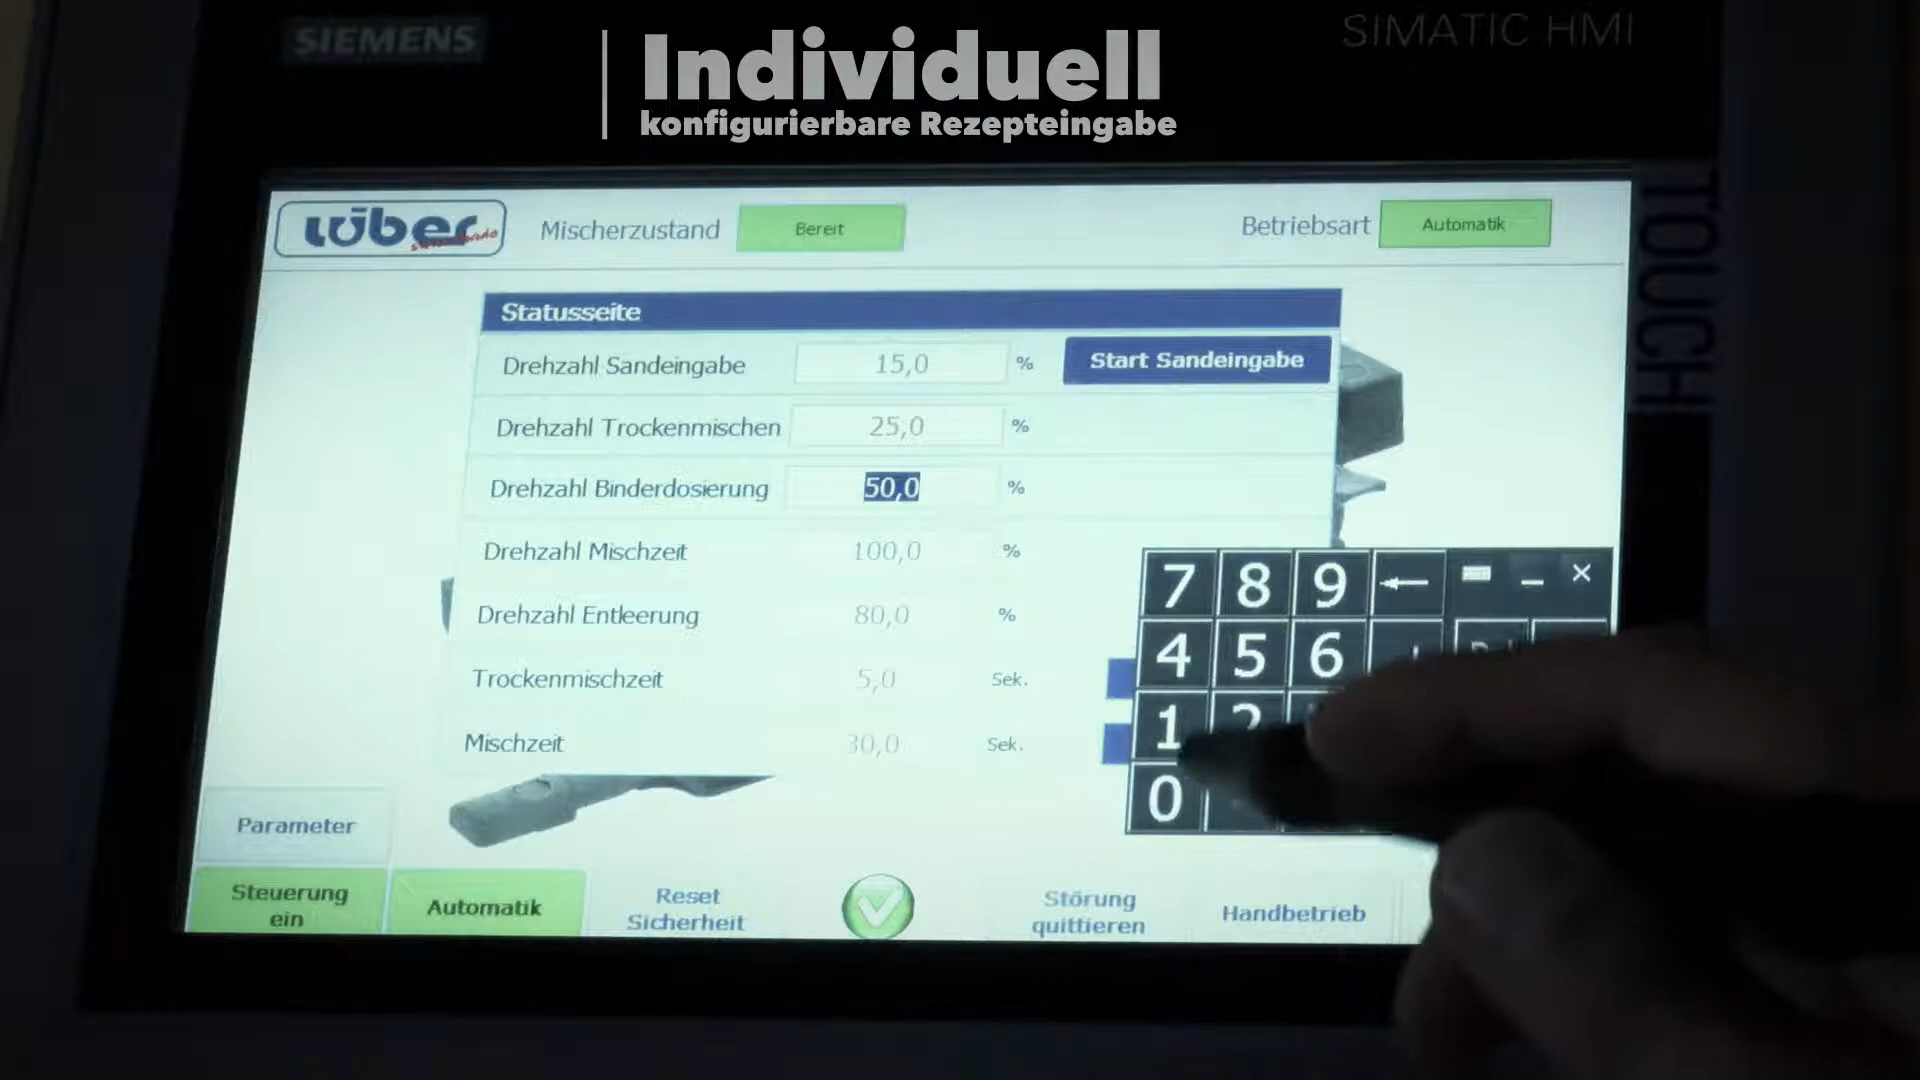 SIEMENS
SIMATIC HMI
Individuell
konfigurierbare Rezepteingabe
TOUCH
lüber
Mischerzustand
Bereit
Betriebsart
Automatik
Statusseite
Drehzahl Sandeingabe 15,0 %
Start Sandeingabe
Drehzahl Trockenmischen 25,0 %
Drehzahl Binderdosierung 50,0 %
Drehzahl Mischzeit 100,0 %
Drehzahl Entleerung 80,0 %
Trockenmischzeit 5,0 Sek.
Mischzeit 30,0 Sek.
7 8 9
4 5 6
1 2
0
Parameter
Steuerung
ein
Automatik
Reset
Sicherheit
Störung
quittieren
Handbetrieb